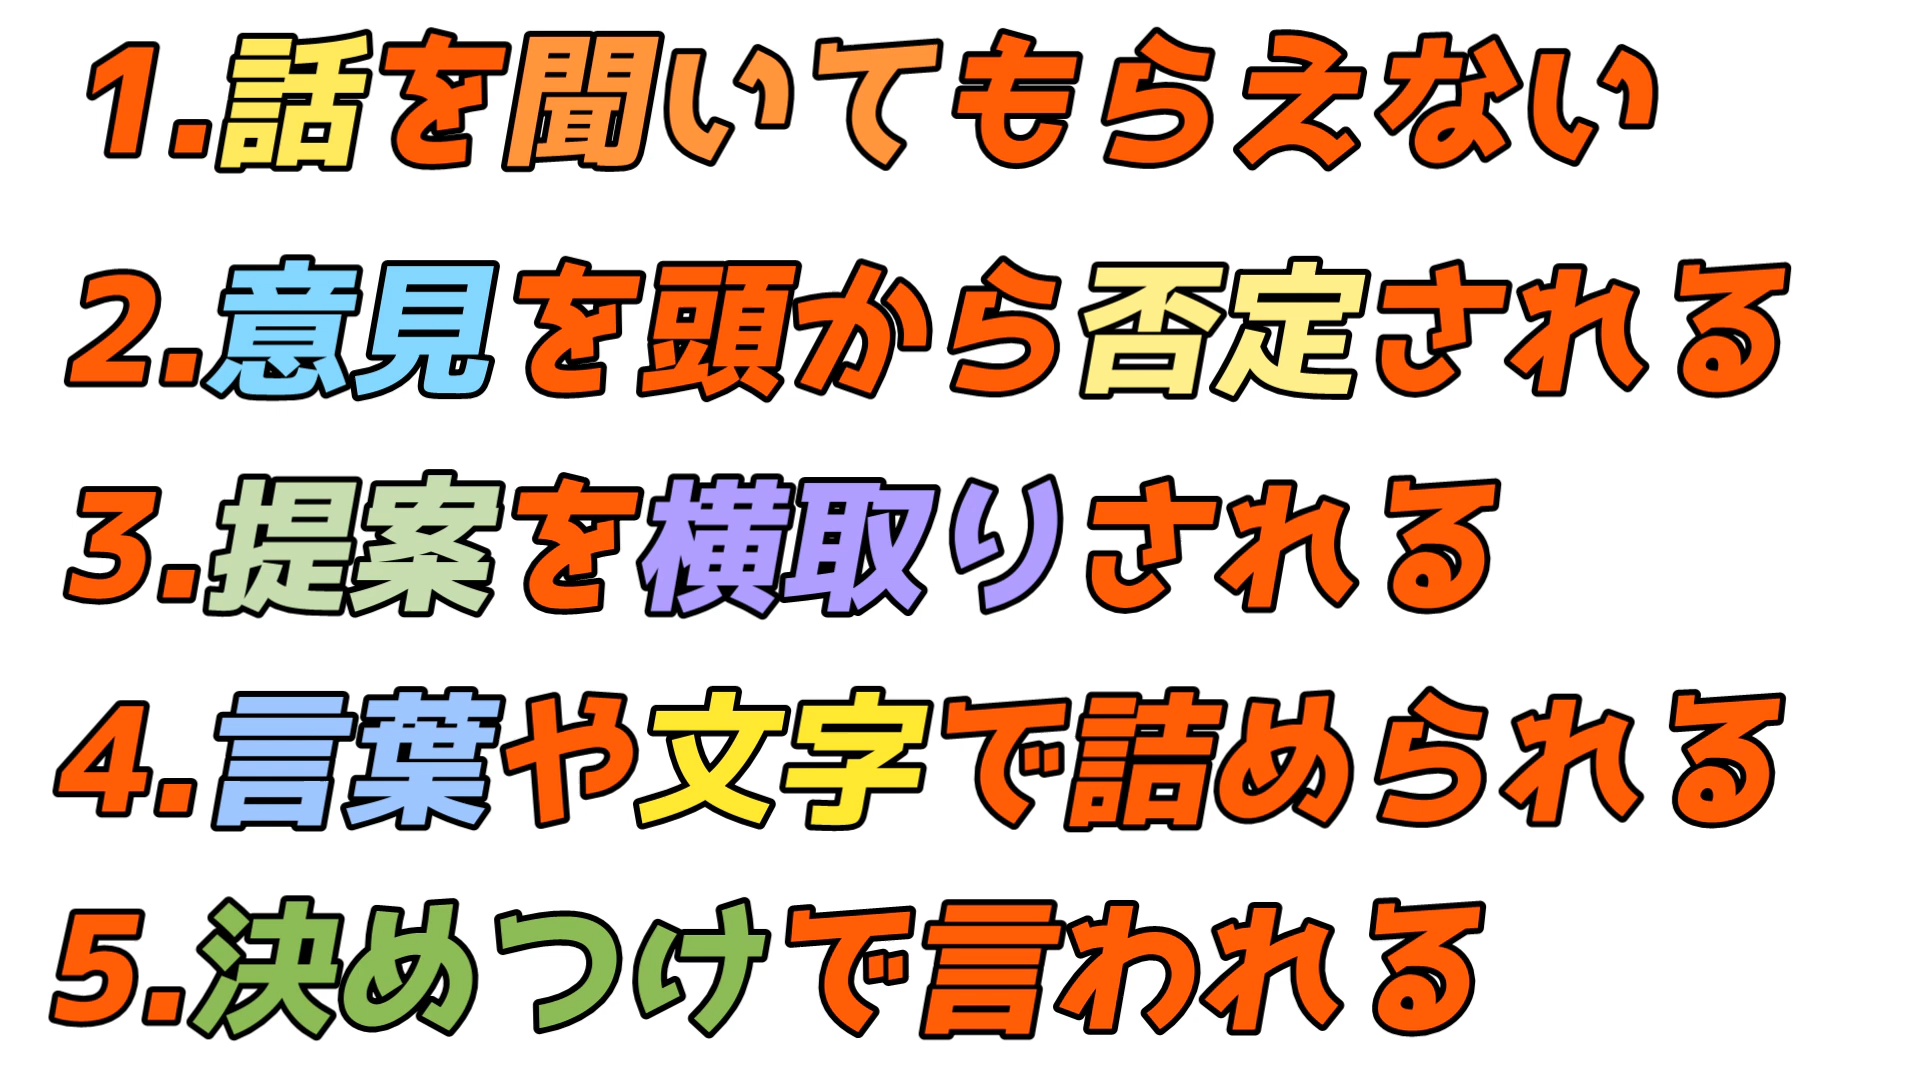 1.話を聞いてもらえない
2.意見を頭から否定される
3.提案を横取りされる
4.言葉や文字で詰められる
5.決めつけで言われる